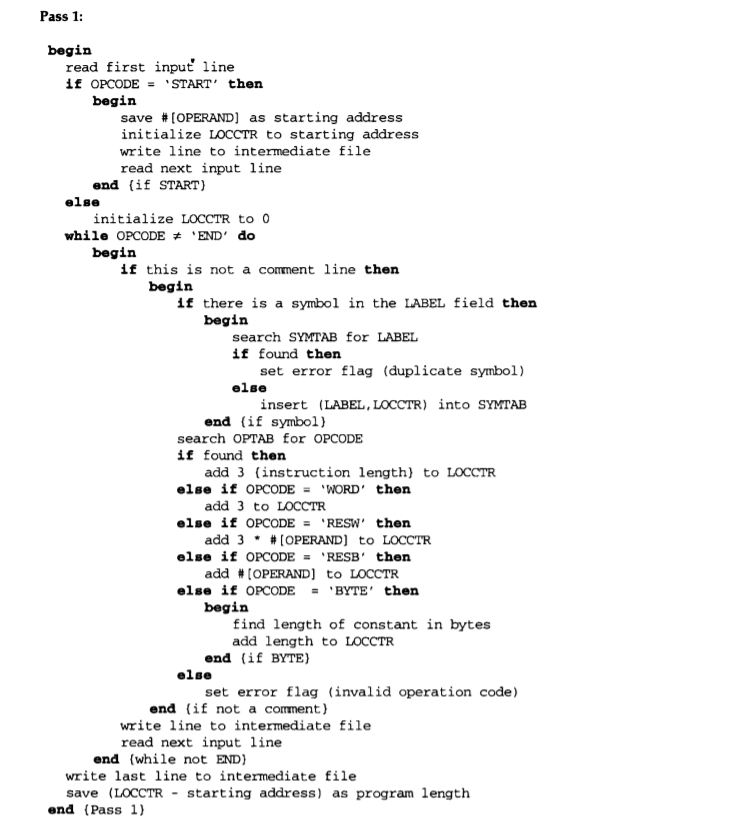 Pass 1:
begin
read first input line
if OPCODE = 'START' then
begin
save #[OPERAND] as starting address
initialize LOCCTR to starting address
write line to intermediate file
read next input line
end {if START}
else
initialize LOCCTR to 0
while OPCODE ≠ 'END' do
begin
if this is not a comment line then
begin
if there is a symbol in the LABEL field then
begin
search SYMTAB for LABEL
if found then
set error flag (duplicate symbol)
else
insert (LABEL,LOCCTR) into SYMTAB
end {if symbol}
search OPTAB for OPCODE
if found then
add 3 {instruction length} to LOCCTR
else if OPCODE = 'WORD' then
add 3 to LOCCTR
else if OPCODE = 'RESW' then
add 3 * #[OPERAND] to LOCCTR
else if OPCODE = 'RESB' then
add #[OPERAND] to LOCCTR
else if OPCODE = 'BYTE' then
begin
find length of constant in bytes
add length to LOCCTR
end {if BYTE}
else
set error flag (invalid operation code)
end {if not a comment}
write line to intermediate file
read next input line
end {while not END}
write last line to intermediate file
save (LOCCTR - starting address) as program length
end {Pass 1}